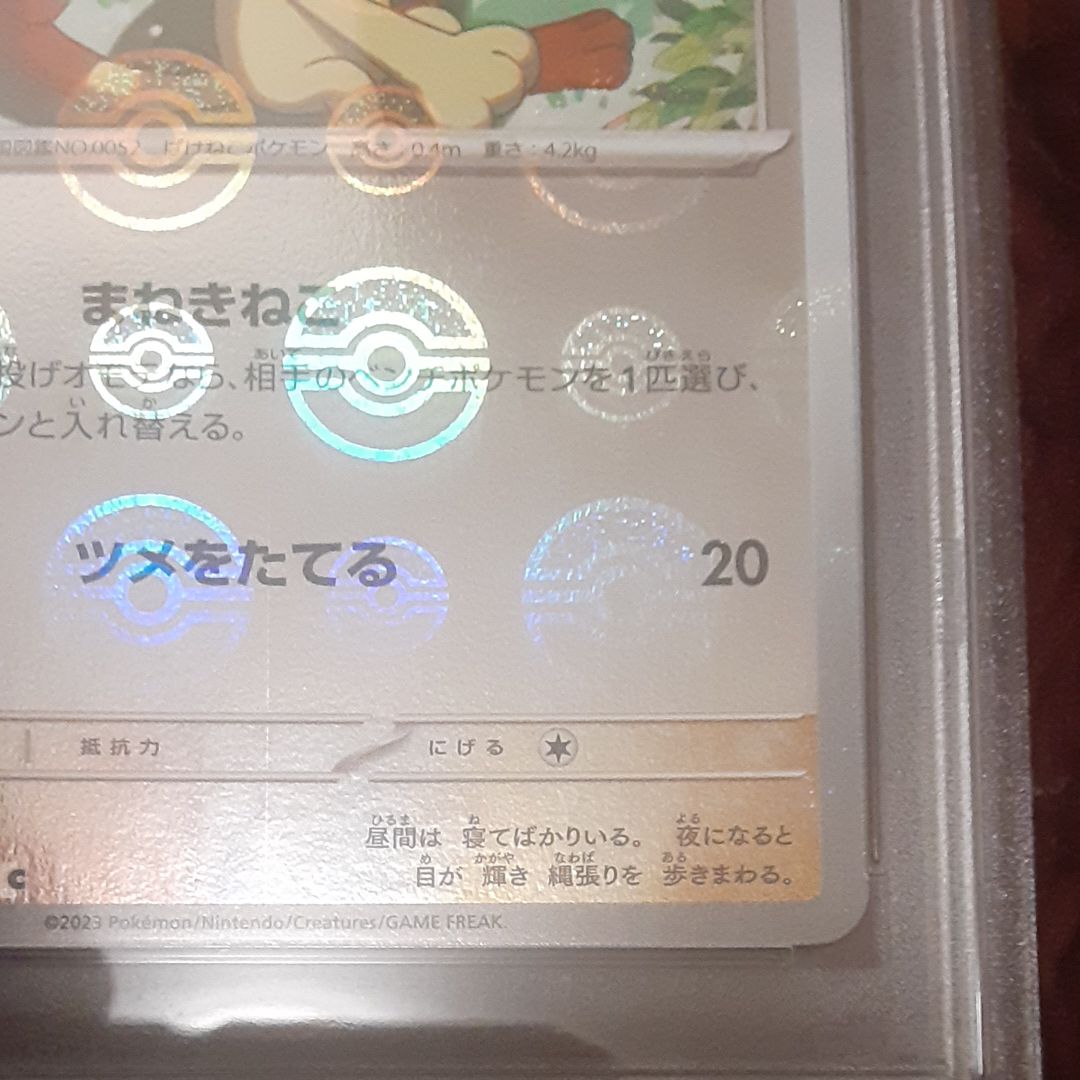 図鑑NO.0052 ばけねこポケモン 高さ:0.4m 重さ:4.2kg
まねきねこ
投げオモテなら、相手のベンチポケモンを1匹選び、
ンと入れ替える。
ツメをたてる 20
抵抗力 にげる
昼間は 寝てばかりいる。 夜になると
目が 輝き 縄張りを 歩きまわる。
C
©2023 Pokémon/Nintendo/Creatures/GAME FREAK.